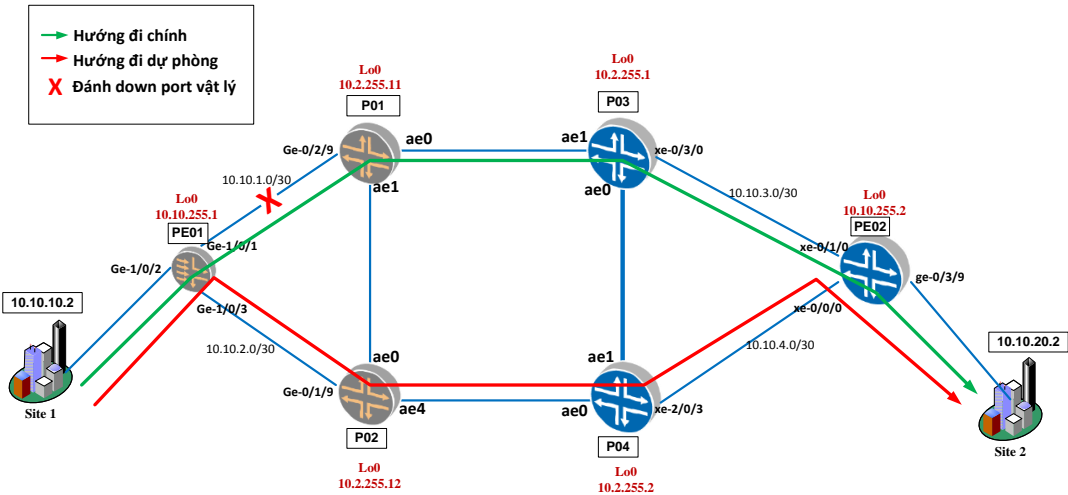 Hướng đi chính
Hướng đi dự phòng
X Đánh down port vật lý
Lo0
10.2.255.11
P01
Lo0
10.2.255.1
P03
Ge-0/2/9
ae0
ae1
xe-0/3/0
10.10.1.0/30
ae1
ae0
10.10.3.0/30
Lo0
10.10.255.1
PE01
Lo0
10.10.255.2
PE02
Ge-1/0/1
xe-0/1/0
Ge-1/0/2
ge-0/3/9
10.10.10.2
Ge-1/0/3
xe-0/0/0
10.10.2.0/30
10.10.4.0/30
10.10.20.2
ae0
ae1
Ge-0/1/9
ae4
ae0
xe-2/0/3
Site 1
P02
P04
Site 2
Lo0
10.2.255.12
Lo0
10.2.255.2